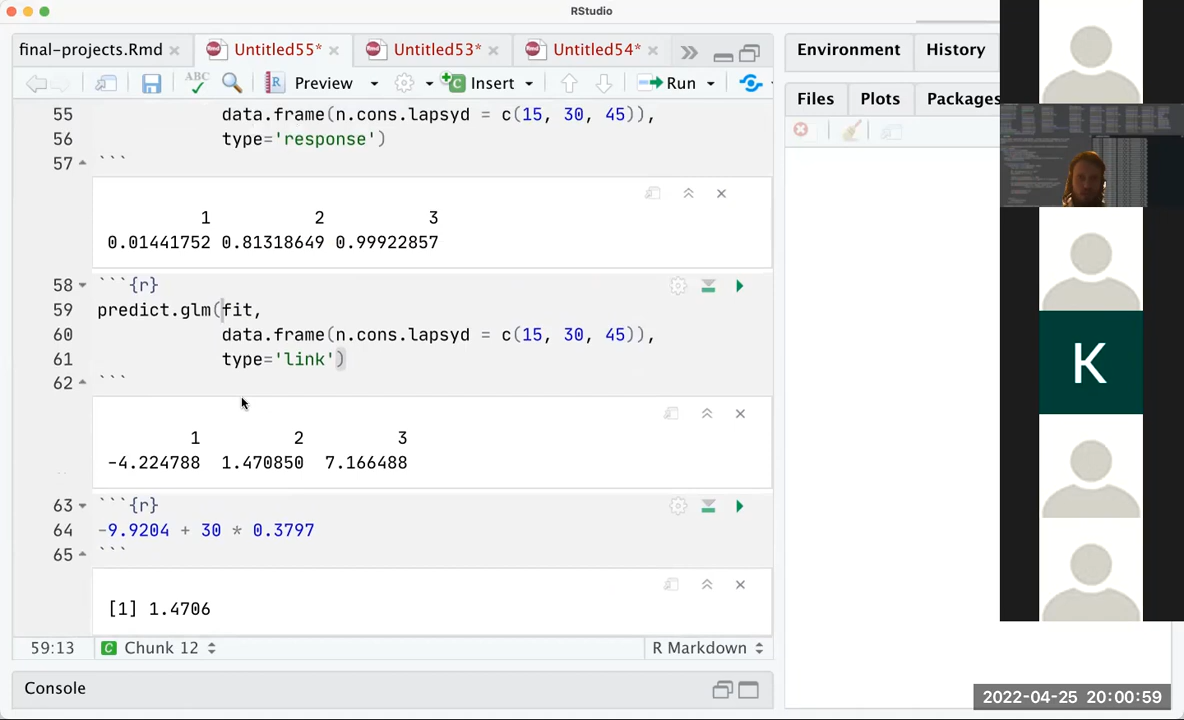 RStudio
final-projects.Rmd
Untitled55*
Untitled53*
Untitled54*
Environment
History
ABC
Preview
Insert
Run
Files
Plots
Packages
55 data.frame(n.cons.lapsyd = c(15, 30, 45)),
56 type='response')
57 ```
1 2 3
0.01441752 0.81318649 0.99922857
58 ```{r}
59 predict.glm(fit,
60 data.frame(n.cons.lapsyd = c(15, 30, 45)),
61 type='link')
62 ```
1 2 3
-4.224788 1.470850 7.166488
63 ```{r}
64 -9.9204 + 30 * 0.3797
65 ```
[1] 1.4706
59:13
Chunk 12
R Markdown
Console
K
2022-04-25 20:00:59